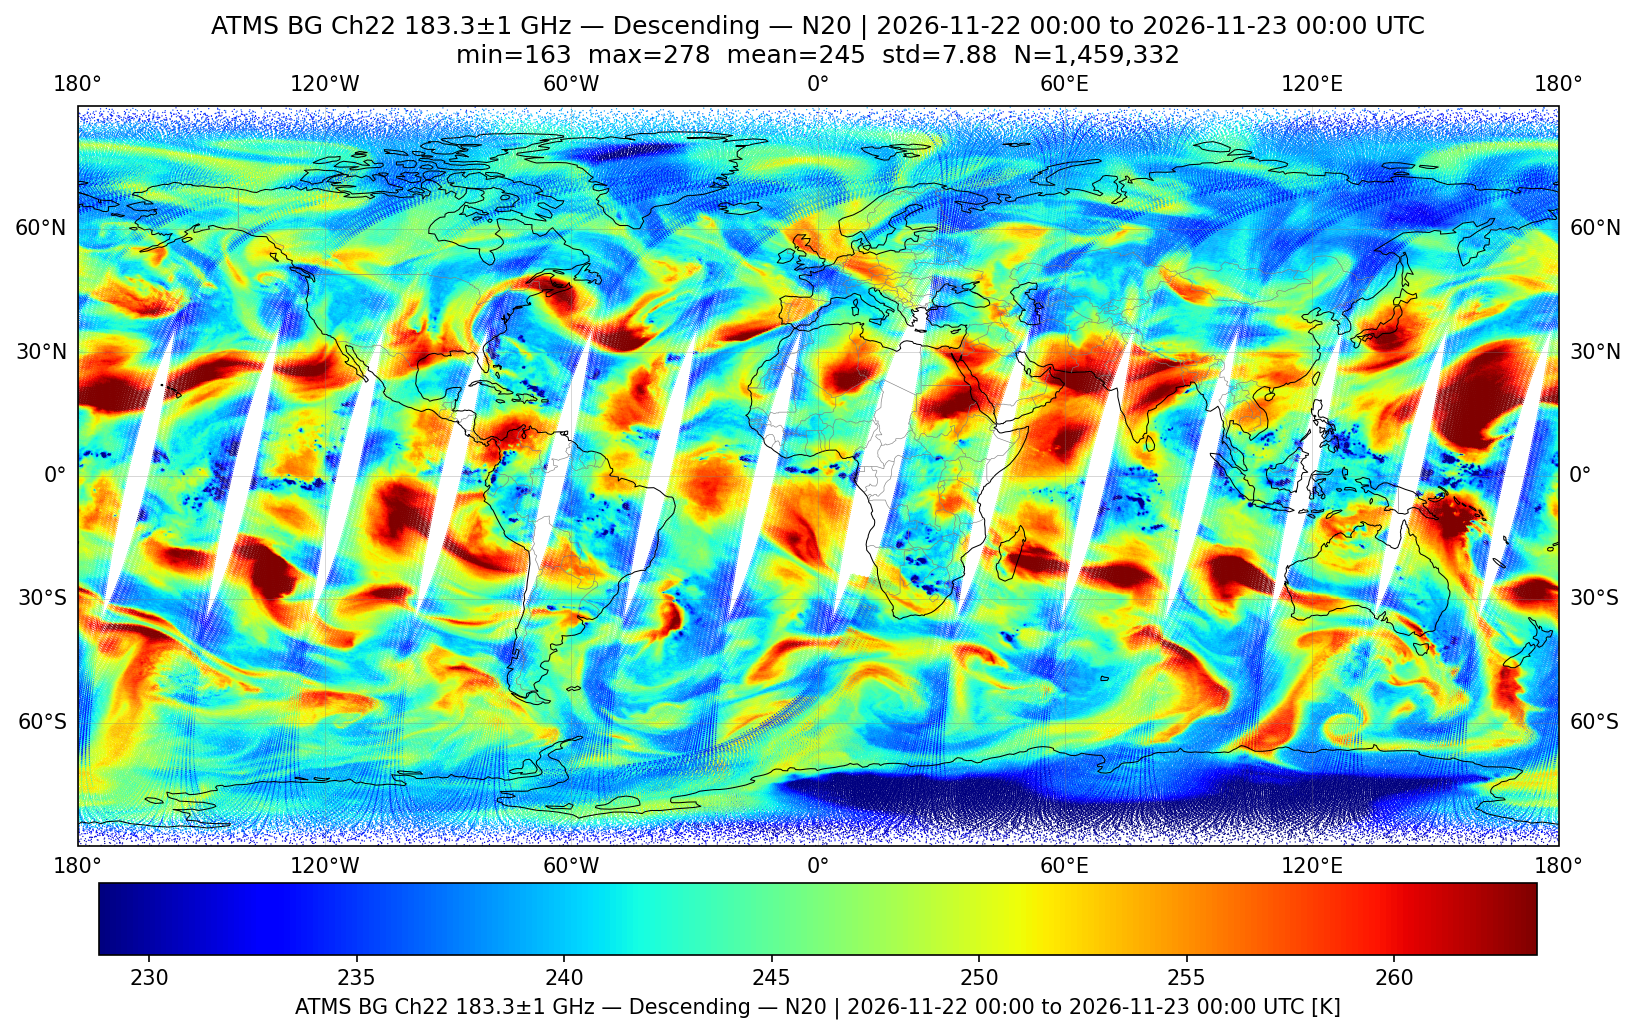 ATMS BG Ch22 183.3±1 GHz — Descending — N20 | 2026-11-22 00:00 to 2026-11-23 00:00 UTC
min=163 max=278 mean=245 std=7.88 N=1,459,332
180° 120°W 60°W 0° 60°E 120°E 180°
60°N 60°N
30°N 30°N
0° 0°
30°S 30°S
60°S 60°S
180° 120°W 60°W 0° 60°E 120°E 180°
230 235 240 245 250 255 260
ATMS BG Ch22 183.3±1 GHz — Descending — N20 | 2026-11-22 00:00 to 2026-11-23 00:00 UTC [K]